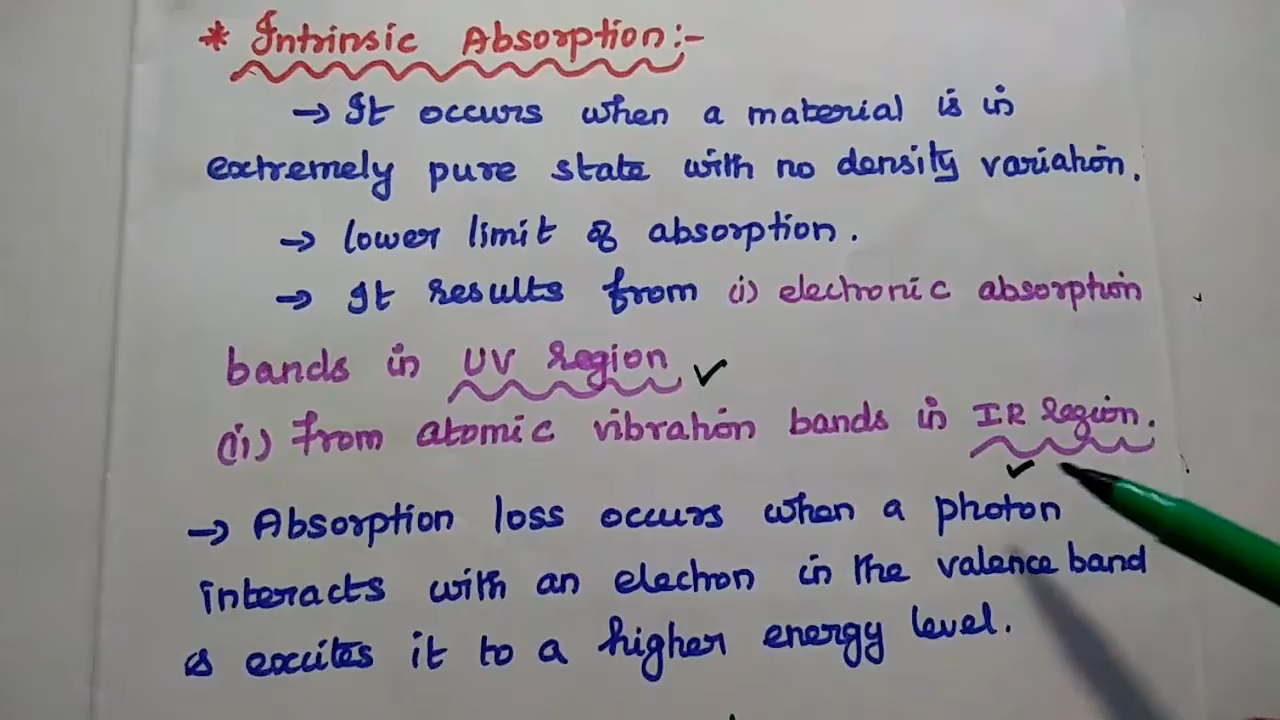 * Intrinsic Absorption:-
→ It occurs when a material is in
extremely pure state with no density variation.
→ lower limit of absorption.
→ It results from (i) electronic absorption
bands in UV region ✓
(ii) from atomic vibration bands in IR region.
✓
→ Absorption loss occurs when a photon
interacts with an electron in the valence band
& excites it to a higher energy level.